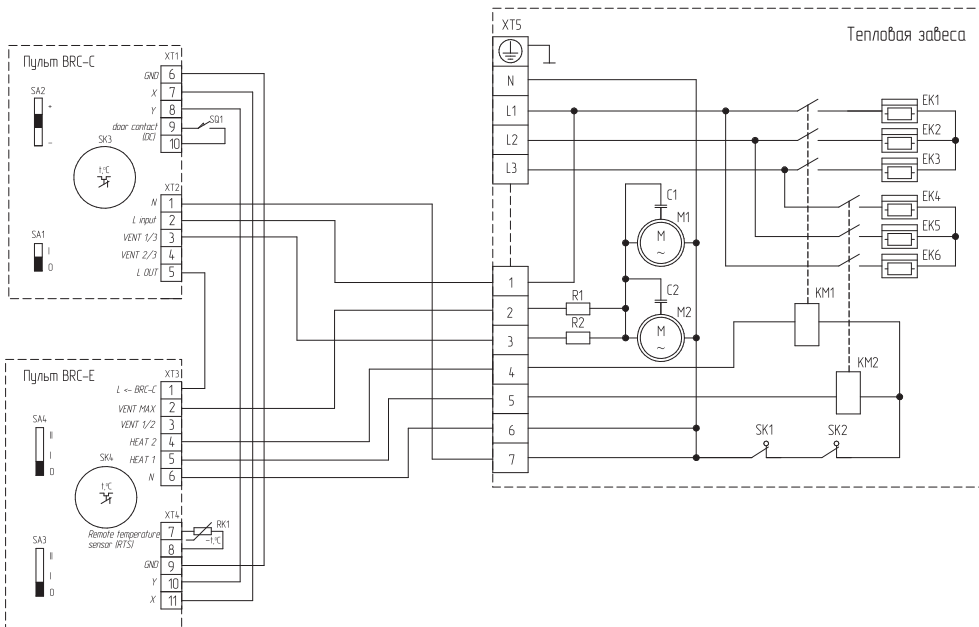 Пульт BRC-C
XT1
SA2
+
−
GND 6
X 7
Y 8
door contact 9
(DC) 10
SQ1
SK3
t,°C
XT2
N 1
L input 2
VENT 1/3 3
VENT 2/3 4
L OUT 5
SA1
I
0
Пульт BRC-E
XT3
L <- BRC-C 1
VENT MAX 2
VENT 1/2 3
HEAT 2 4
HEAT 1 5
N 6
SA4
II
I
0
SK4
t,°C
XT4
Remote temperature 7
sensor (RTS) 8
RK1
-t,°C
GND 9
Y 10
X 11
SA3
II
I
0
XT5
Тепловая завеса
N
L1
L2
L3
1
2
3
4
5
6
7
EK1
EK2
EK3
EK4
EK5
EK6
C1
M1
M
~
C2
M2
M
~
R1
R2
KM1
KM2
SK1
SK2